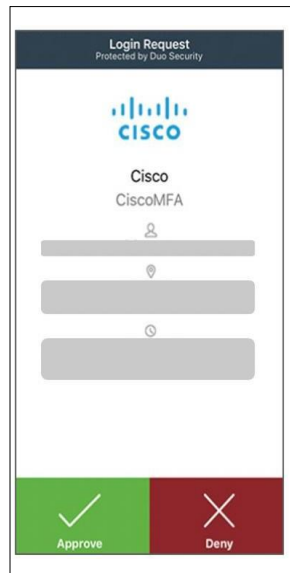 Login Request
Protected by Duo Security
CISCO
Cisco
CiscoMFA
Approve
Deny